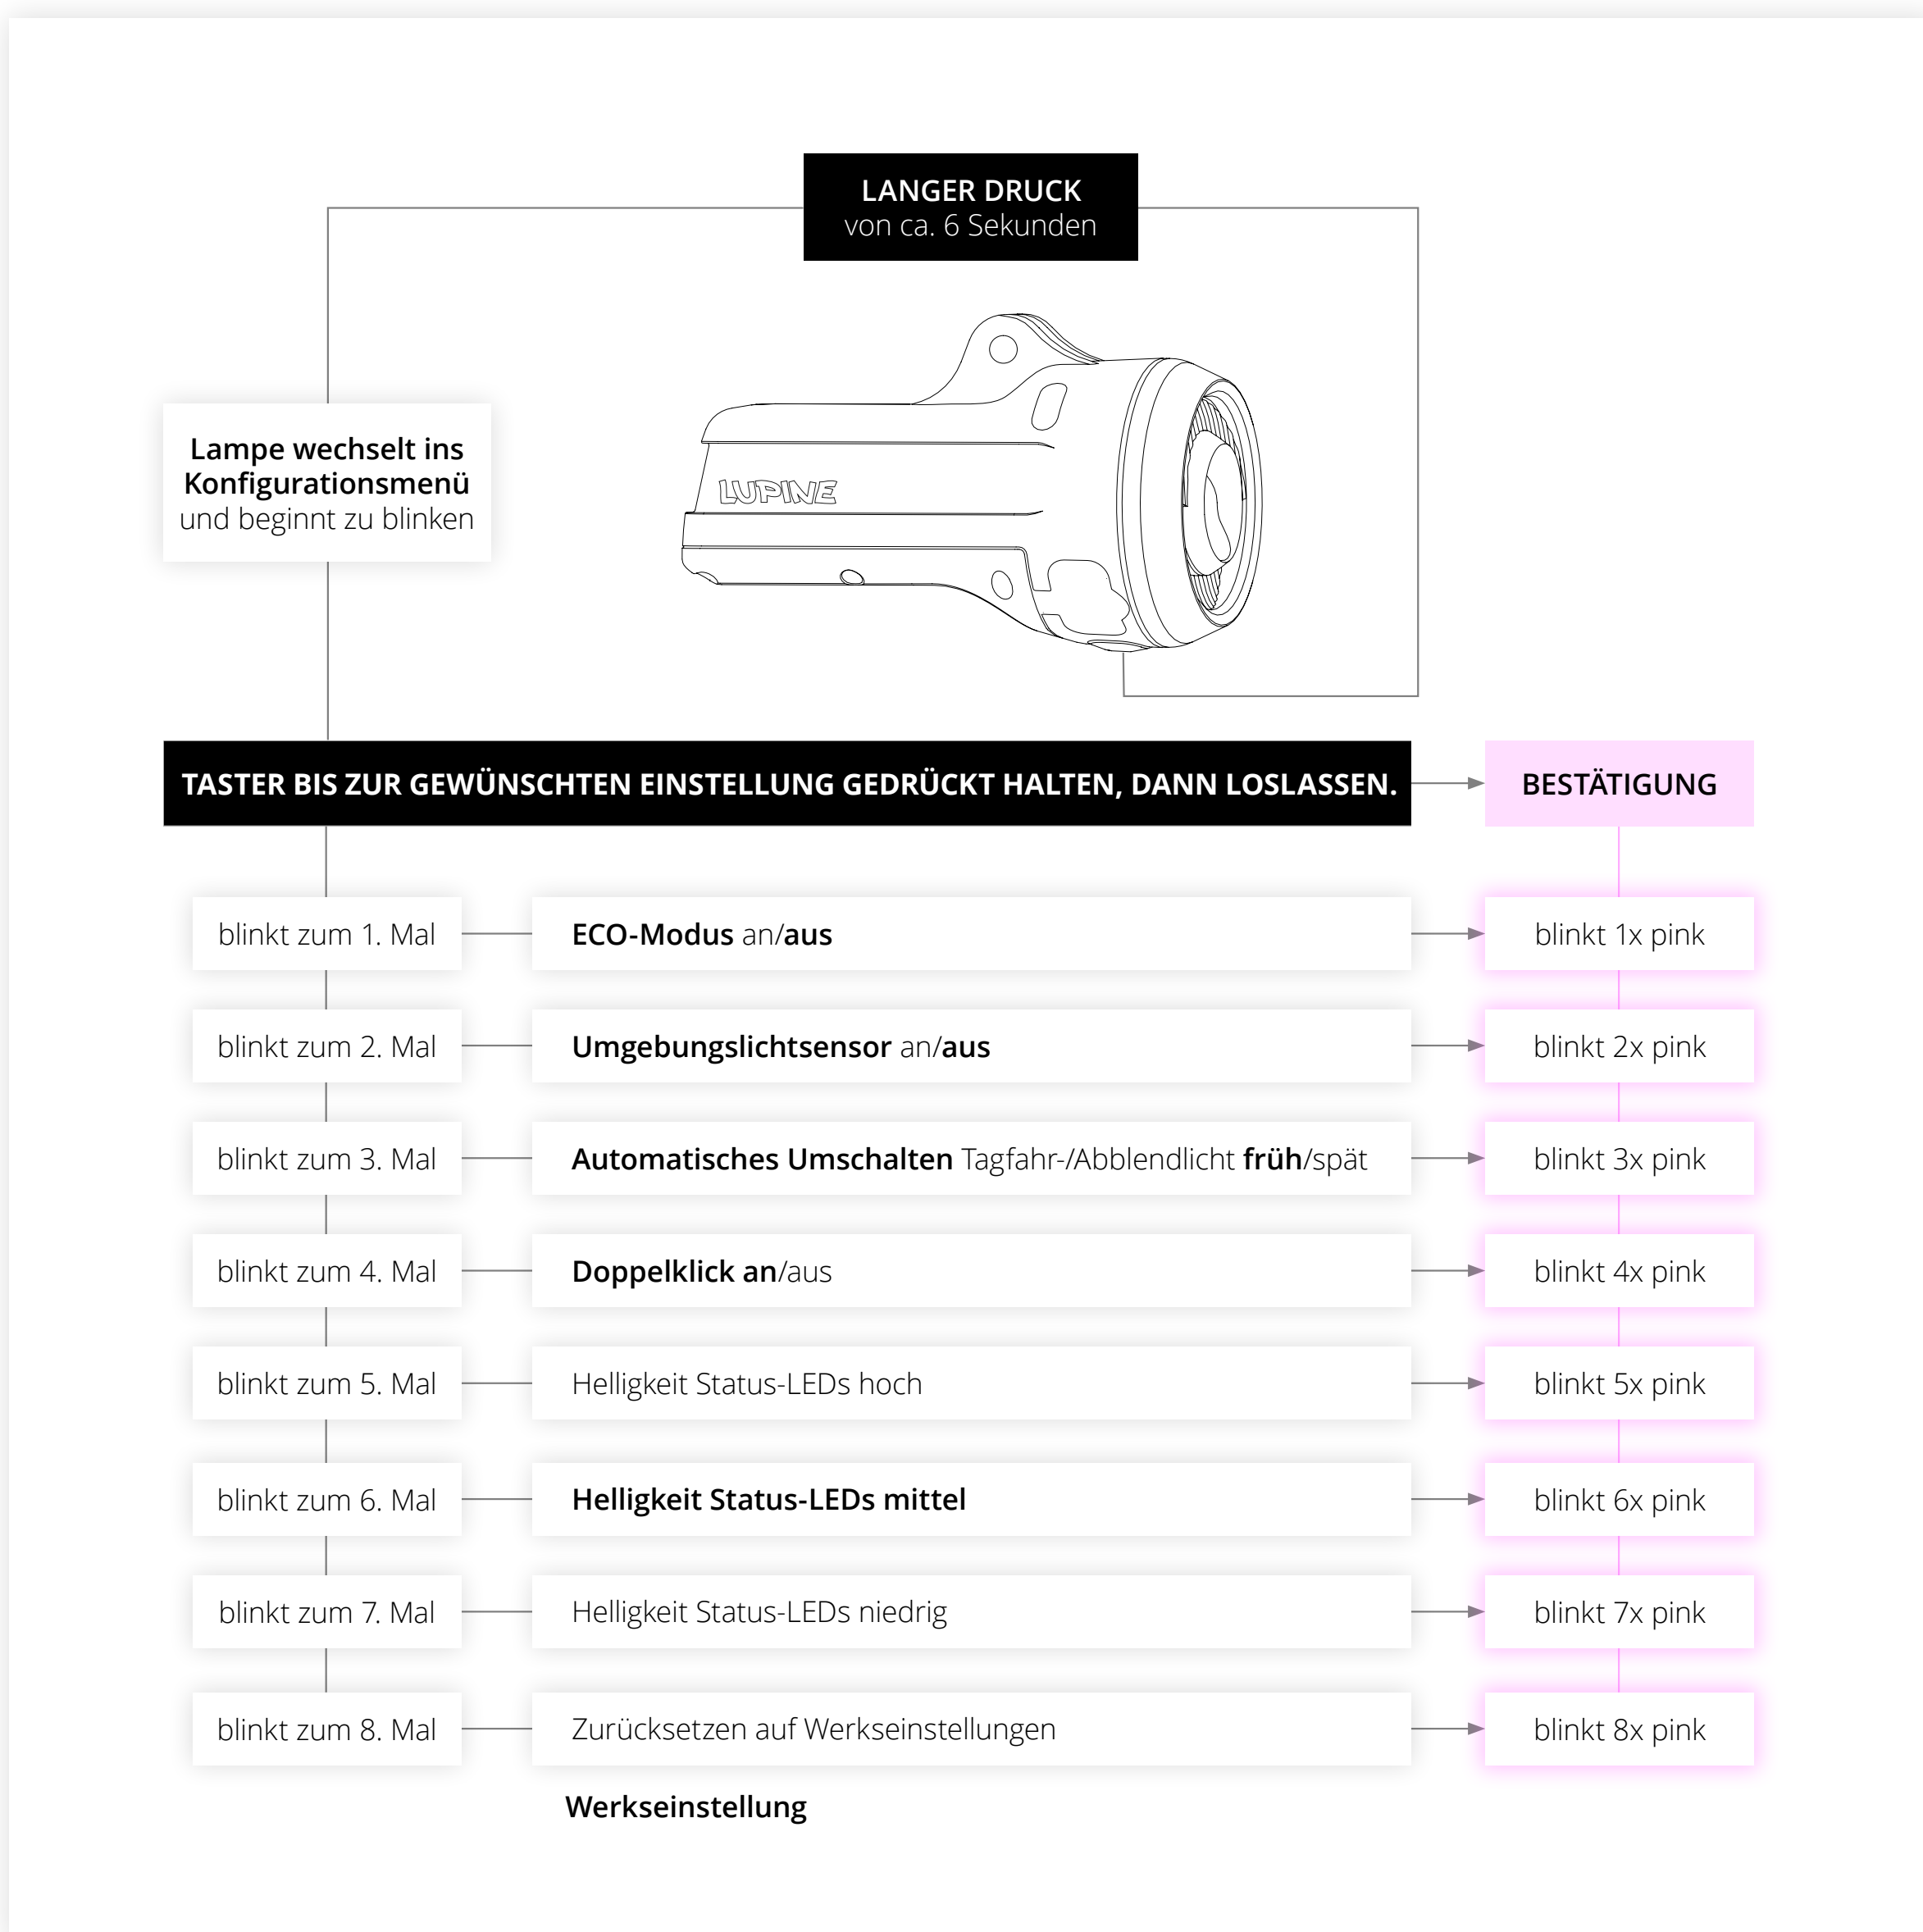 LANGER DRUCK
von ca. 6 Sekunden
Lampe wechselt ins
Konfigurationsmenü
und beginnt zu blinken
LUPINE
TASTER BIS ZUR GEWÜNSCHTEN EINSTELLUNG GEDRÜCKT HALTEN, DANN LOSLASSEN.
BESTÄTIGUNG
blinkt zum 1. Mal
ECO-Modus an/aus
blinkt 1x pink
blinkt zum 2. Mal
Umgebungslichtsensor an/aus
blinkt 2x pink
blinkt zum 3. Mal
Automatisches Umschalten Tagfahr-/Abblendlicht früh/spät
blinkt 3x pink
blinkt zum 4. Mal
Doppelklick an/aus
blinkt 4x pink
blinkt zum 5. Mal
Helligkeit Status-LEDs hoch
blinkt 5x pink
blinkt zum 6. Mal
Helligkeit Status-LEDs mittel
blinkt 6x pink
blinkt zum 7. Mal
Helligkeit Status-LEDs niedrig
blinkt 7x pink
blinkt zum 8. Mal
Zurücksetzen auf Werkseinstellungen
blinkt 8x pink
Werkseinstellung